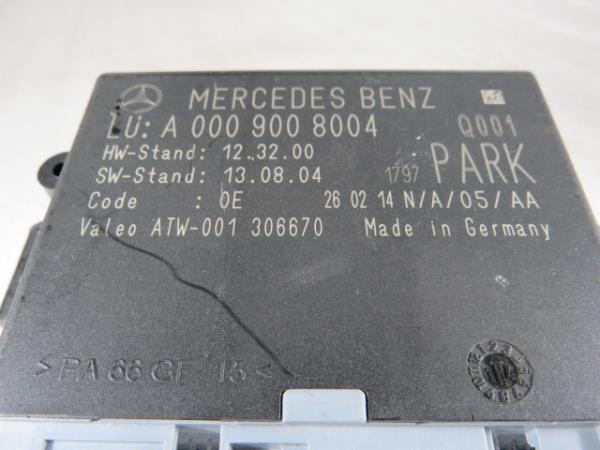 MERCEDES BENZ
LU: A 000 900 8004 Q001
HW-Stand: 12.32.00
SW-Stand: 13.08.04 1797 PARK
Code : 0E 26 02 14 N/A/05/AA
Valeo ATW-001 306670 Made in Germany
>PA 66 GF 15<